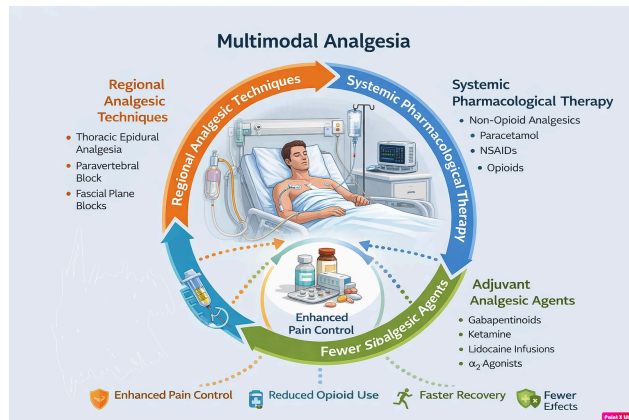 Multimodal Analgesia
Regional
Analgesic
Techniques
• Thoracic Epidural
Analgesia
• Paravertebral
Block
• Fascial Plane
Blocks
Regional Analgesic Techniques
Systemic Pharmacological Therapy
Systemic
Pharmacological Therapy
• Non-Opioid Analgesics
• Paracetamol
• NSAIDs
• Opioids
Enhanced
Pain Control
Fewer Sibalgesic Agents
Adjuvant
Analgesic Agents
• Gabapentinoids
• Ketamine
• Lidocaine Infusions
• α2 Agonists
Enhanced Pain Control
Reduced Opioid Use
Faster Recovery
Fewer
Effects
Paint X